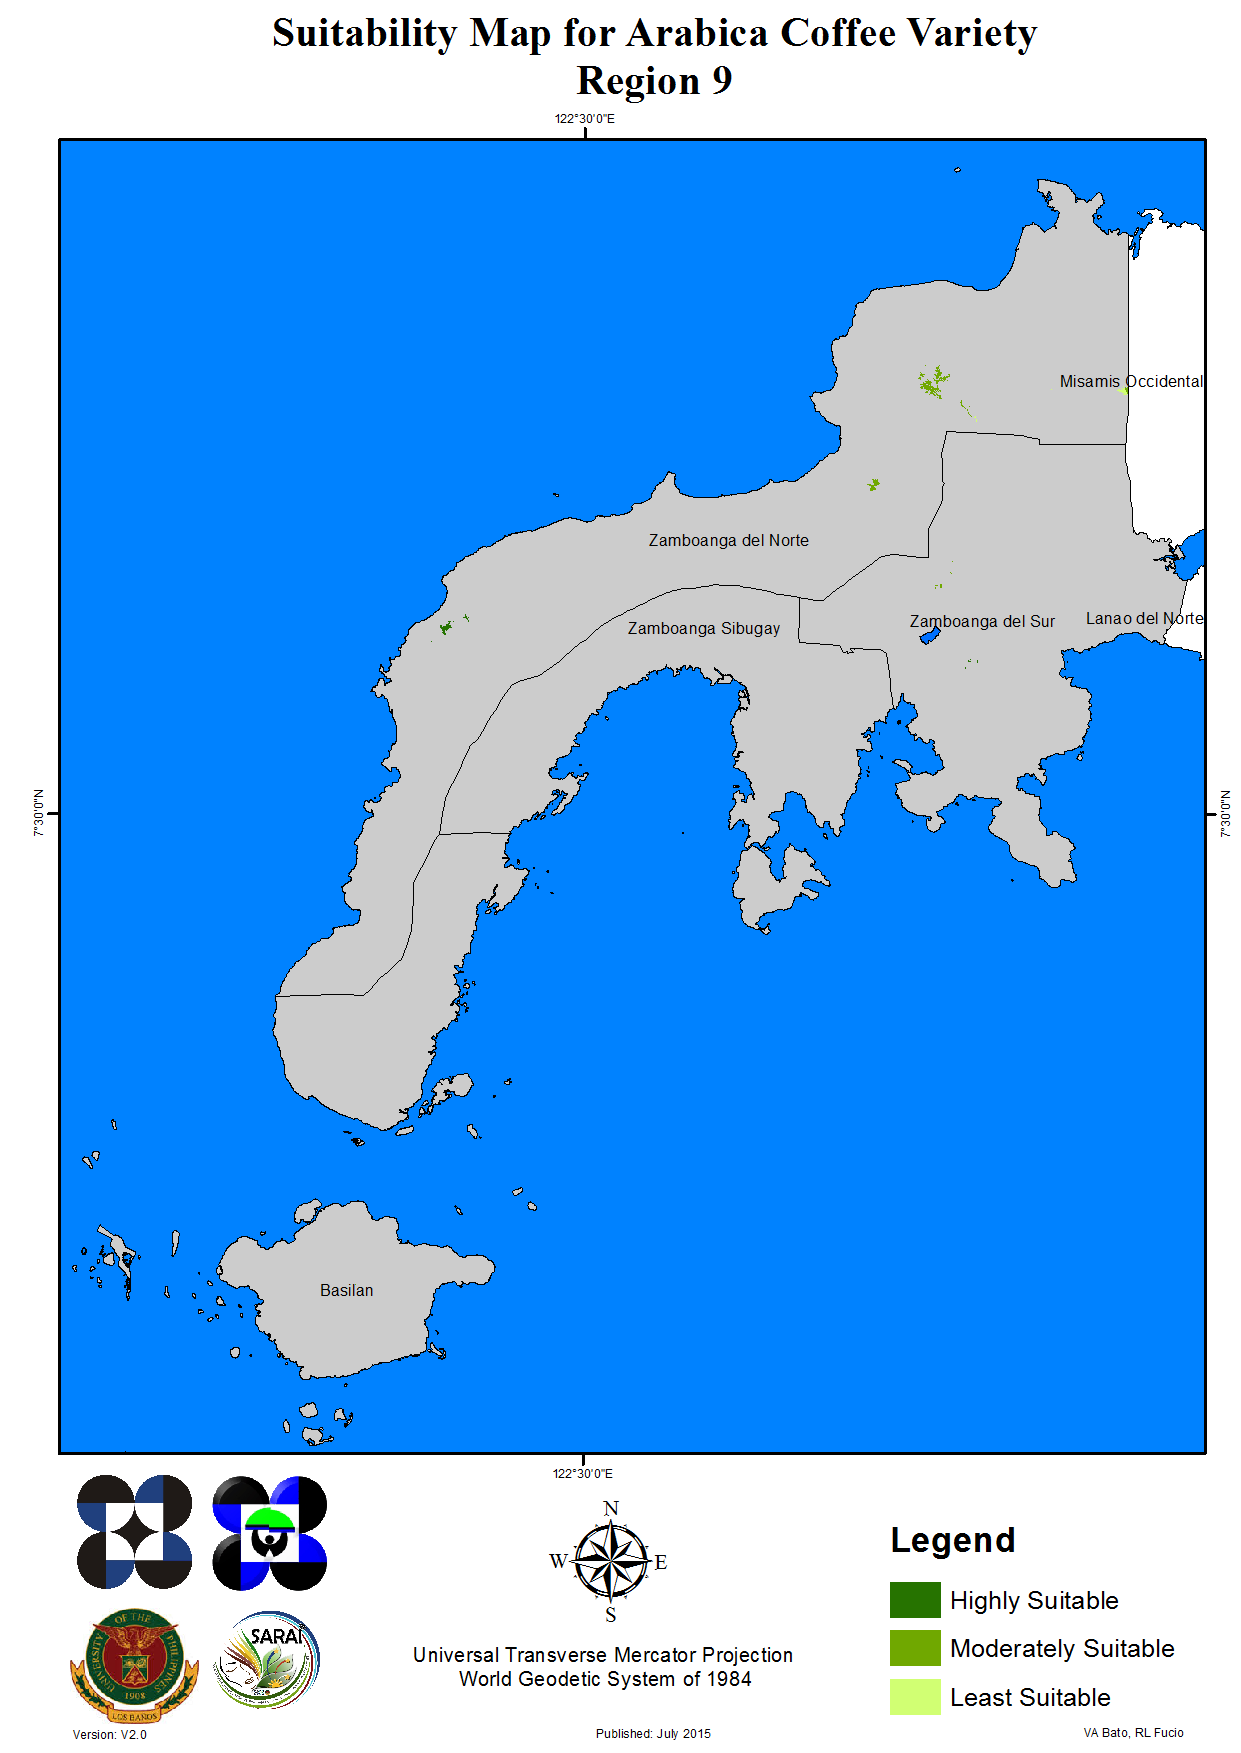 Suitability Map for Arabica Coffee Variety
Region 9
122°30'0"E
Misamis Occidental
Zamboanga del Norte
Zamboanga Sibugay
Zamboanga del Sur
Lanao del Norte
7°30'0"N
7°30'0"N
Basilan
122°30'0"E
N
W
E
S
Legend
Highly Suitable
Moderately Suitable
Least Suitable
UNIVERSITY OF THE PHILIPPINES
1908
LOS BAÑOS
SARAI
Universal Transverse Mercator Projection
World Geodetic System of 1984
Version: V2.0
Published: July 2015
VA Bato, RL Fucio